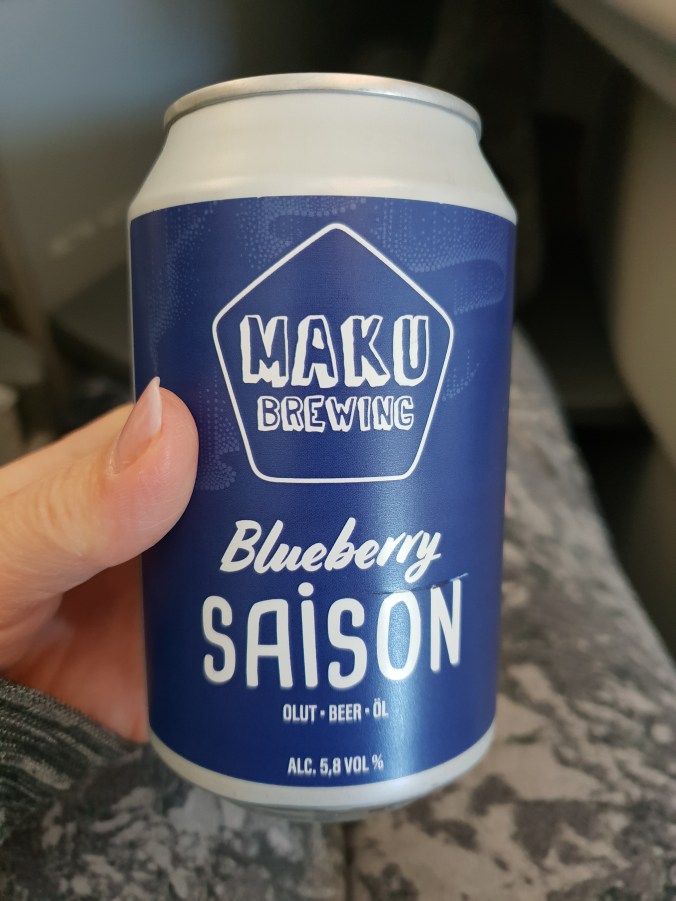 MAKU
BREWING
Blueberry
SAiSON
OLUT • BEER • ÖL
ALC. 5,8 VOL %